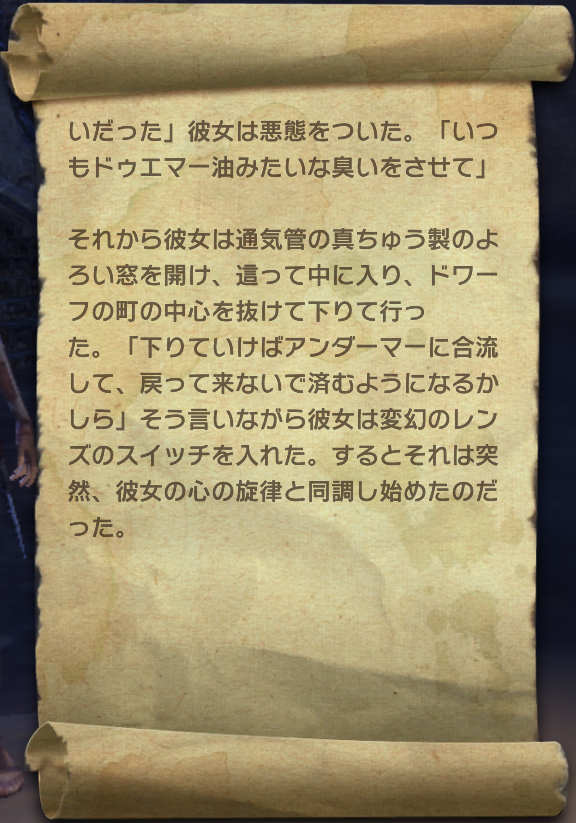 いだった」彼女は悪態をついた。「いつ
もドゥエマー油みたいな臭いをさせて」
それから彼女は通気管の真ちゅう製のよ
ろい窓を開け、這って中に入り、ドワー
フの町の中心を抜けて下りて行っ
た。「下りていけばアンダーマーに合流
して、戻って来ないで済むようになるか
しら」そう言いながら彼女は変幻のレン
ズのスイッチを入れた。するとそれは突
然、彼女の心の旋律と同調し始めたのだ
った。